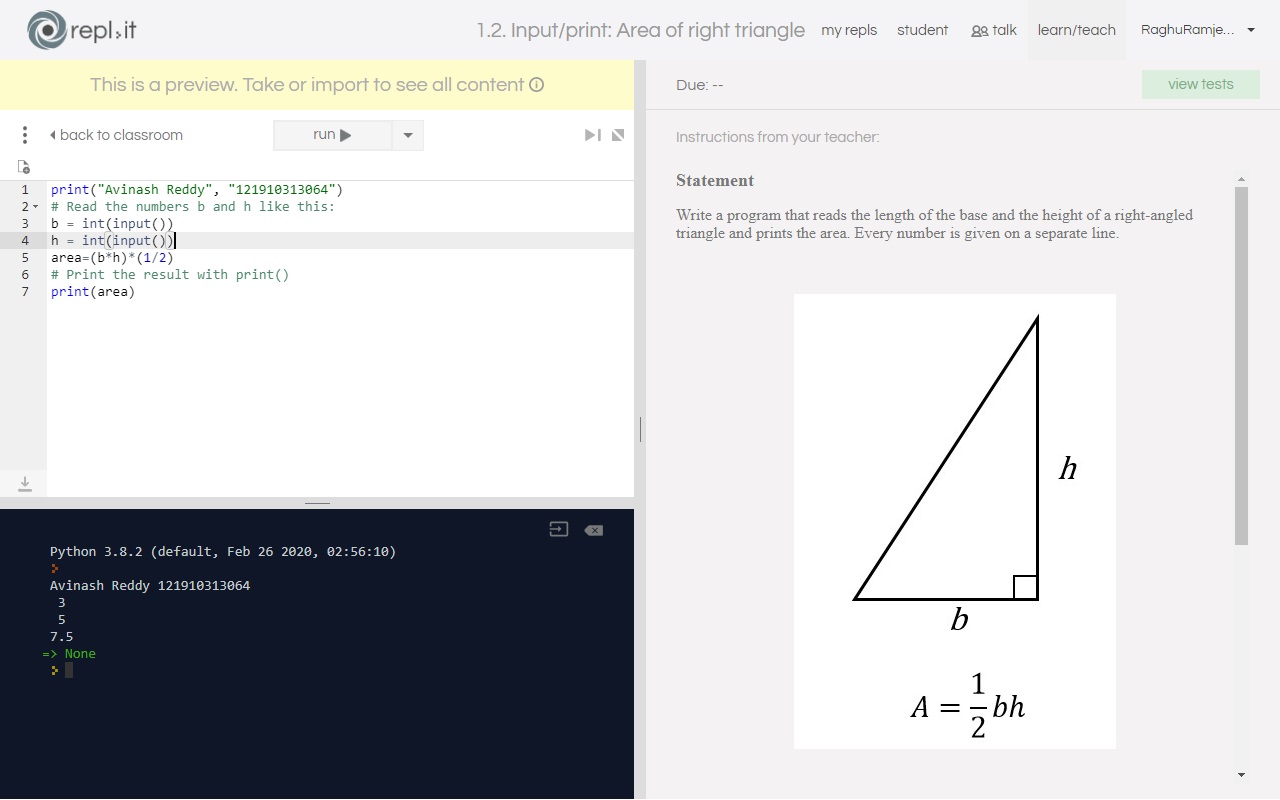 repl.it
1.2. Input/print: Area of right triangle
my repls
student
talk
learn/teach
RaghuRamje...
This is a preview. Take or import to see all content
back to classroom
run
1 print("Avinash Reddy", "121910313064")
2 # Read the numbers b and h like this:
3 b = int(input())
4 h = int(input())
5 area=(b*h)*(1/2)
6 # Print the result with print()
7 print(area)
Python 3.8.2 (default, Feb 26 2020, 02:56:10)
Avinash Reddy 121910313064
3
5
7.5
=> None
Due: --
view tests
Instructions from your teacher:
Statement
Write a program that reads the length of the base and the height of a right-angled
triangle and prints the area. Every number is given on a separate line.
h
b
A = 1/2 bh